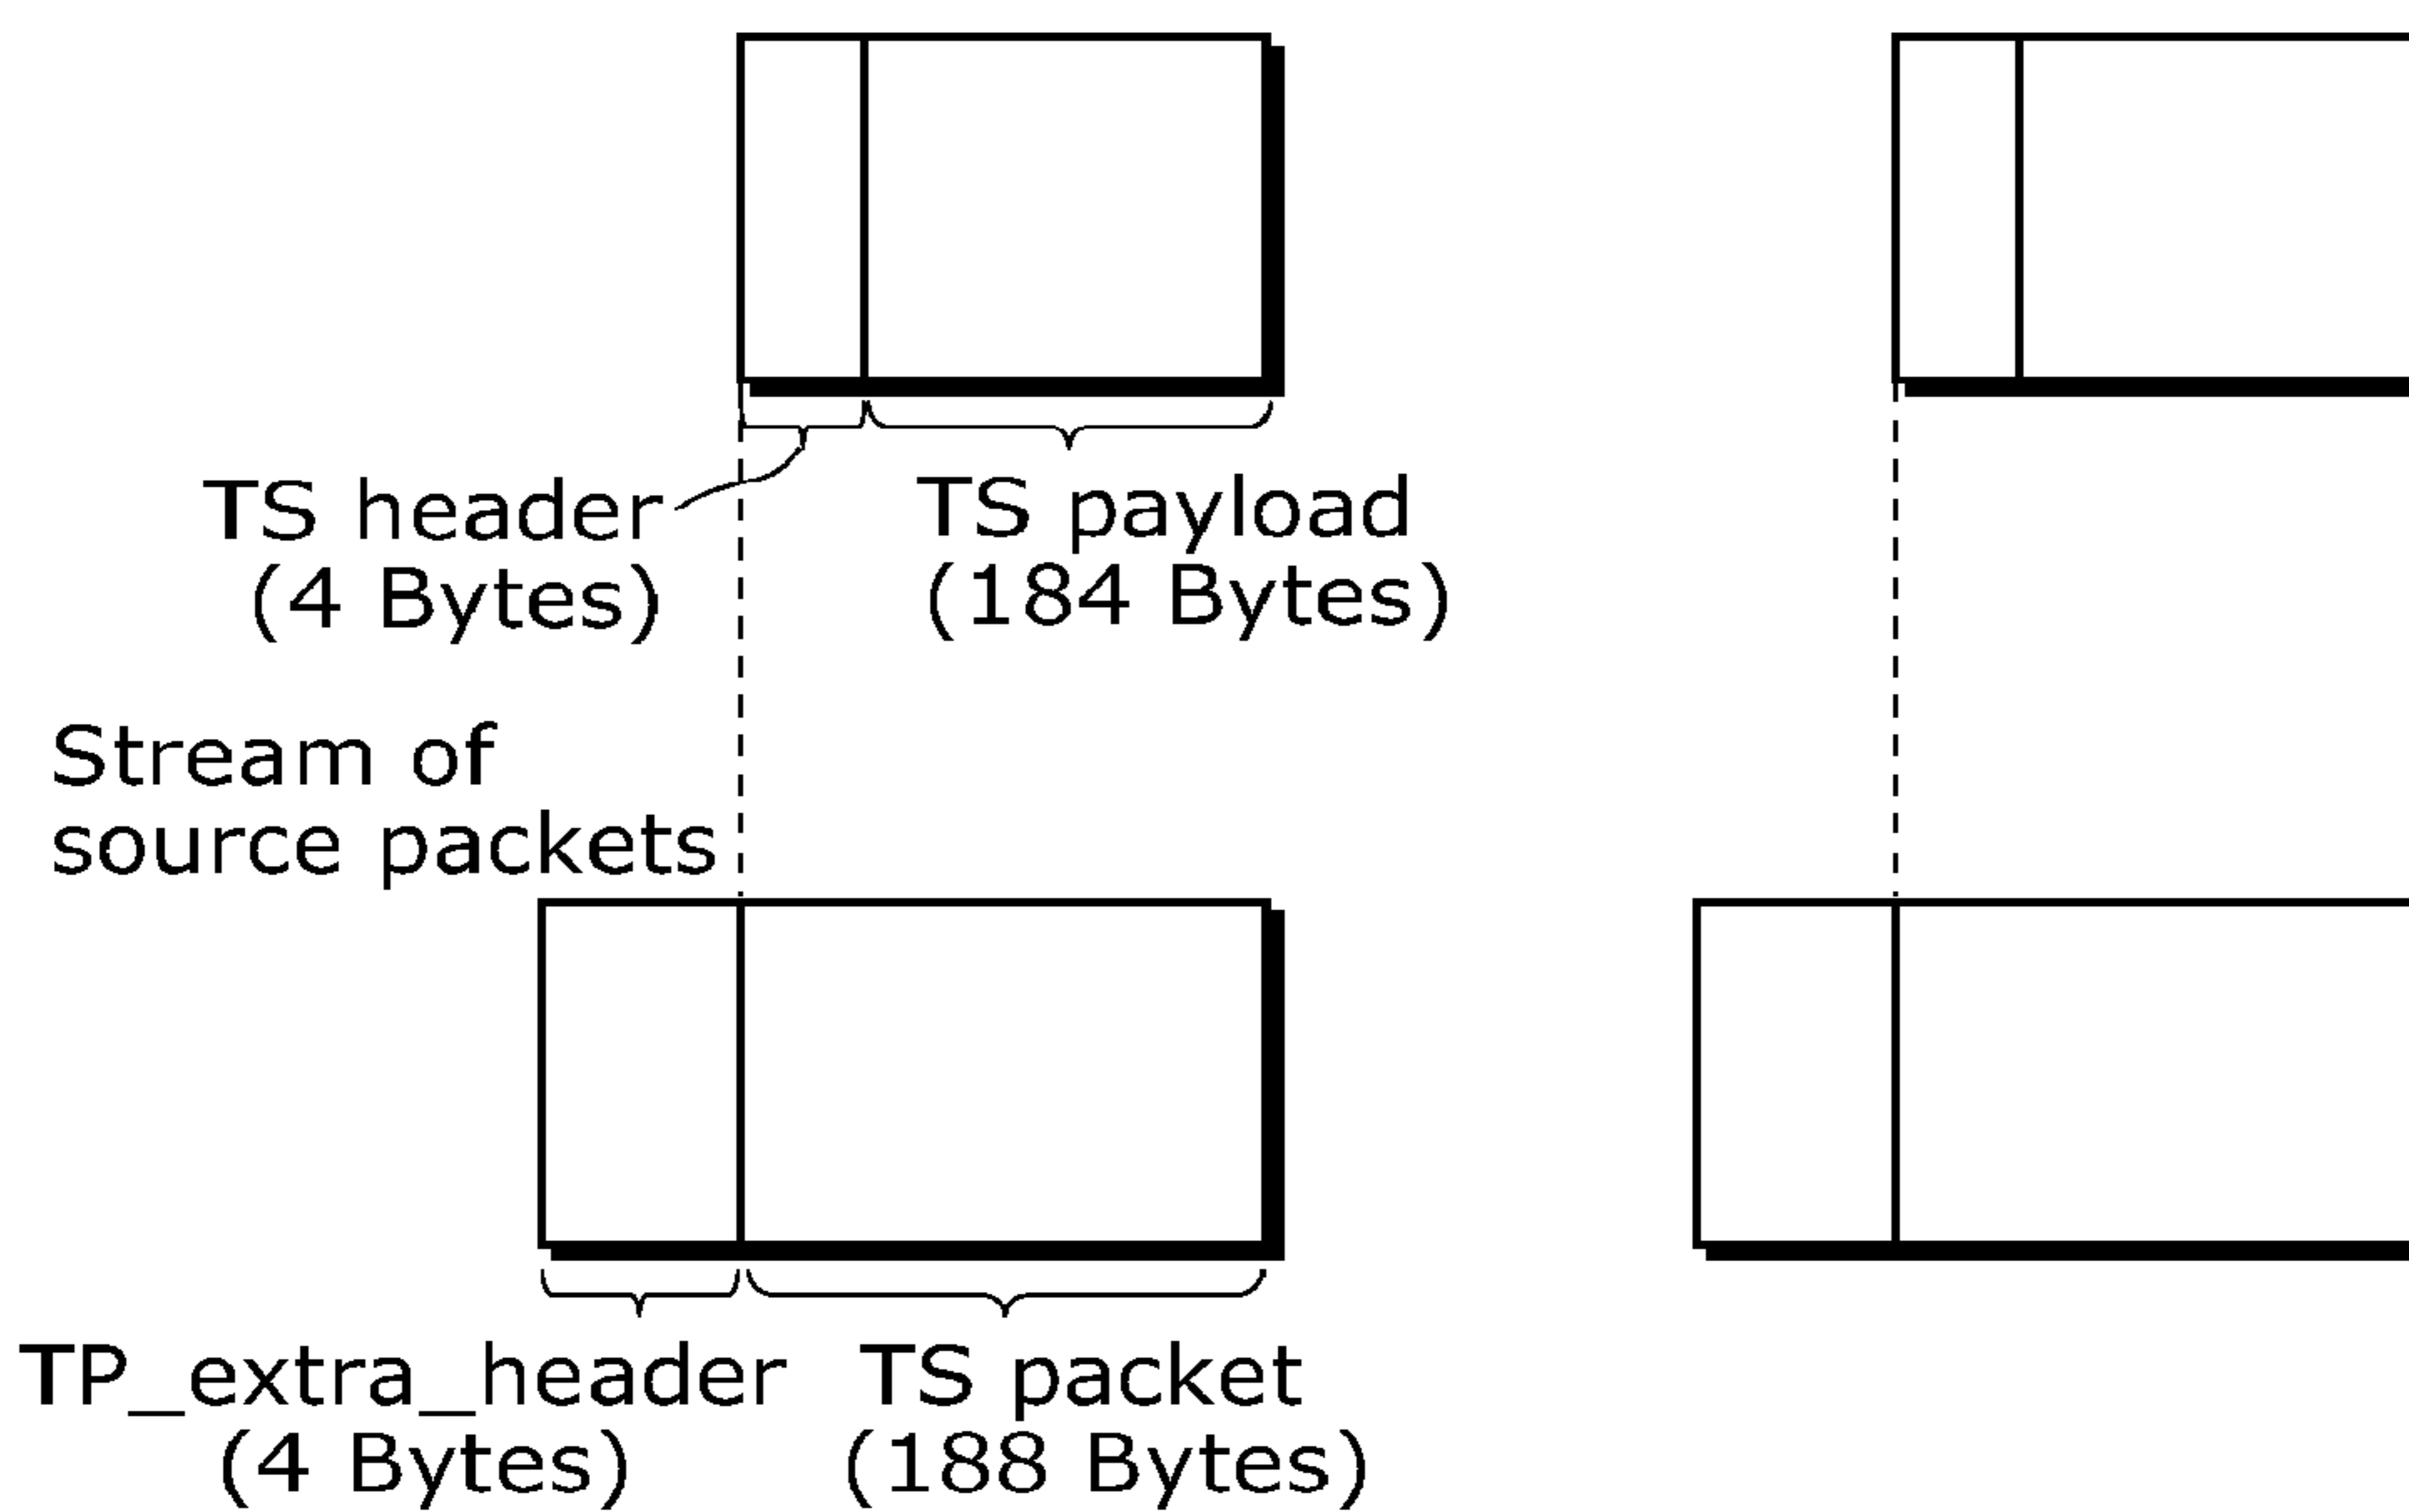 TS header
(4 Bytes)
TS payload
(184 Bytes)
Stream of
source packets
TP_extra_header
(4 Bytes)
TS packet
(188 Bytes)